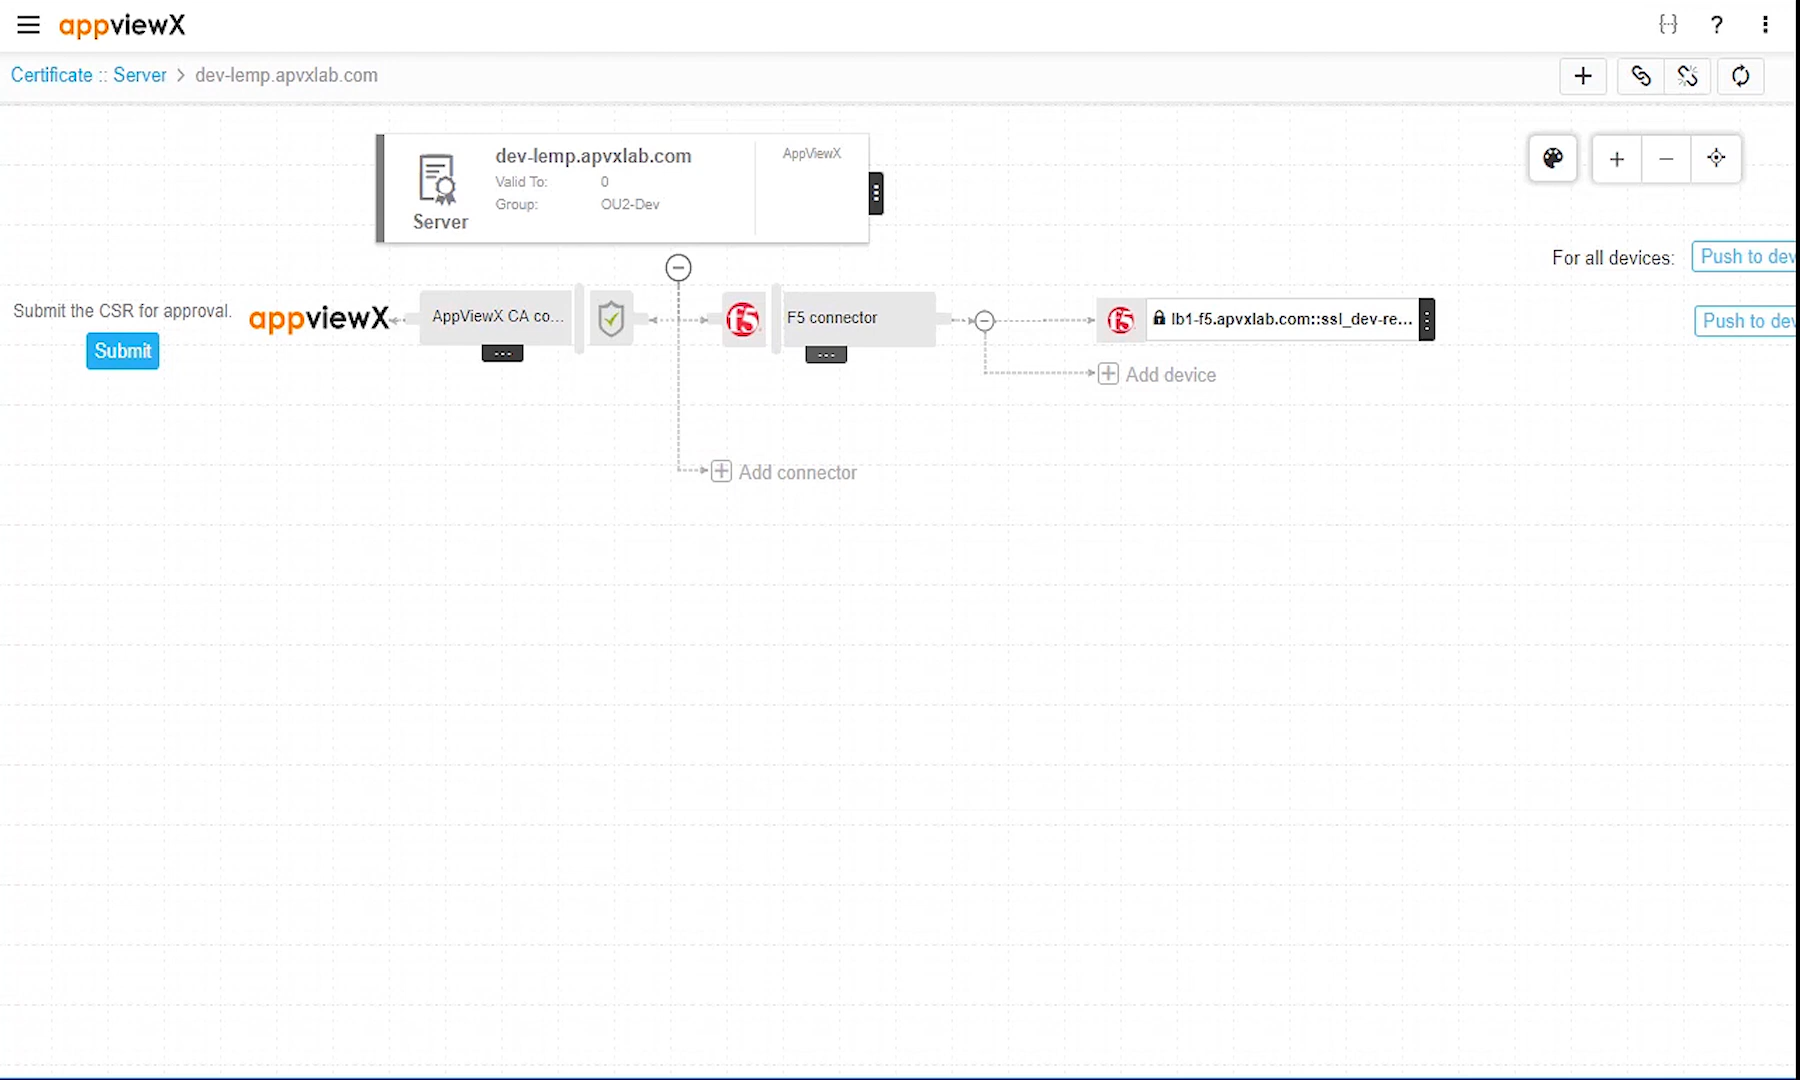 appviewX
Certificate :: Server > dev-lemp.apvxlab.com
dev-lemp.apvxlab.com
Valid To: 0
Group: OU2-Dev
Server
AppViewX
For all devices:
Push to dev
Submit the CSR for approval.
Submit
appviewX
AppViewX CA co...
f5
F5 connector
f5
lb1-f5.apvxlab.com::ssl_dev-re...
Push to dev
Add device
Add connector